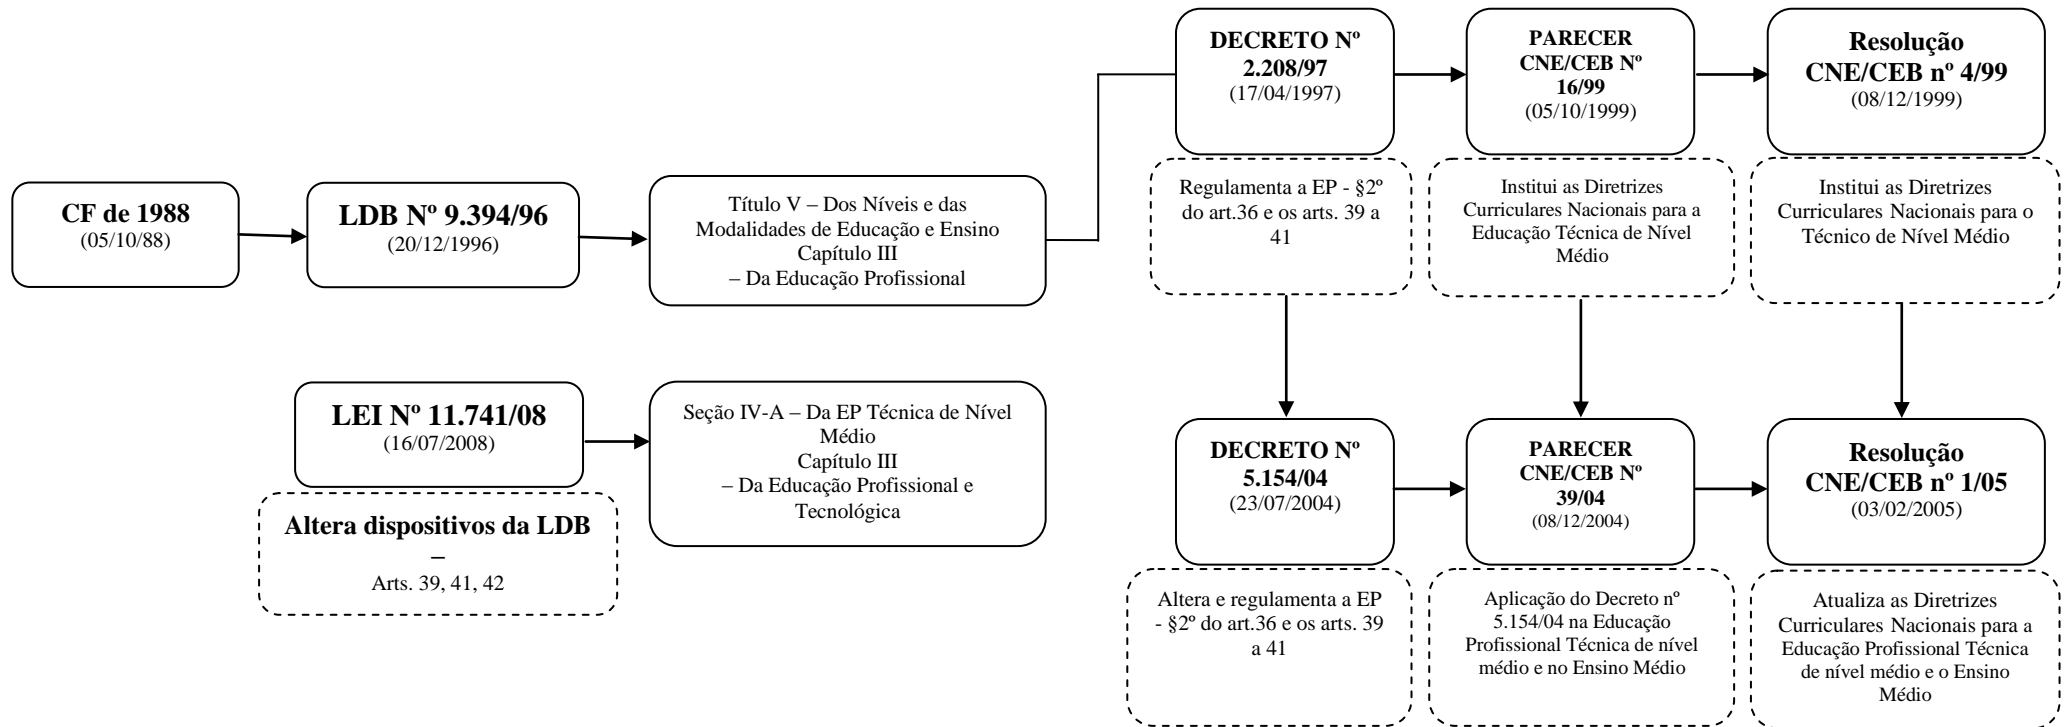 CF de 1988
(05/10/88)
LDB Nº 9.394/96
(20/12/1996)
Título V – Dos Níveis e das
Modalidades de Educação e Ensino
Capítulo III
– Da Educação Profissional
DECRETO Nº
2.208/97
(17/04/1997)
PARECER
CNE/CEB Nº
16/99
(05/10/1999)
Resolução
CNE/CEB nº 4/99
(08/12/1999)
Regulamenta a EP - §2º
do art.36 e os arts. 39 a
41
Institui as Diretrizes
Curriculares Nacionais para a
Educação Técnica de Nível
Médio
Institui as Diretrizes
Curriculares Nacionais para o
Técnico de Nível Médio
LEI Nº 11.741/08
(16/07/2008)
Altera dispositivos da LDB
–
Arts. 39, 41, 42
Seção IV-A – Da EP Técnica de Nível
Médio
Capítulo III
– Da Educação Profissional e
Tecnológica
DECRETO Nº
5.154/04
(23/07/2004)
PARECER
CNE/CEB Nº
39/04
(08/12/2004)
Resolução
CNE/CEB nº 1/05
(03/02/2005)
Altera e regulamenta a EP
- §2º do art.36 e os arts. 39
a 41
Aplicação do Decreto nº
5.154/04 na Educação
Profissional Técnica de nível
médio e no Ensino Médio
Atualiza as Diretrizes
Curriculares Nacionais para a
Educação Profissional Técnica
de nível médio e o Ensino
Médio